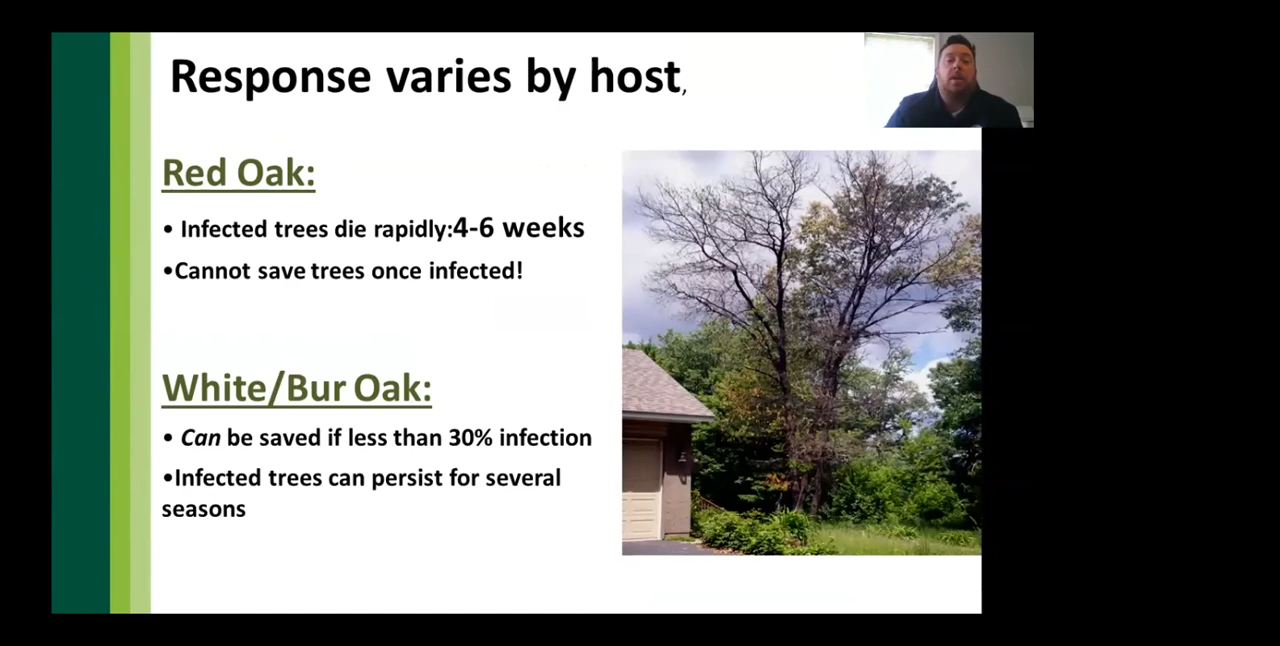 Response varies by host,
Red Oak:
• Infected trees die rapidly:4-6 weeks
•Cannot save trees once infected!
White/Bur Oak:
• Can be saved if less than 30% infection
•Infected trees can persist for several
seasons